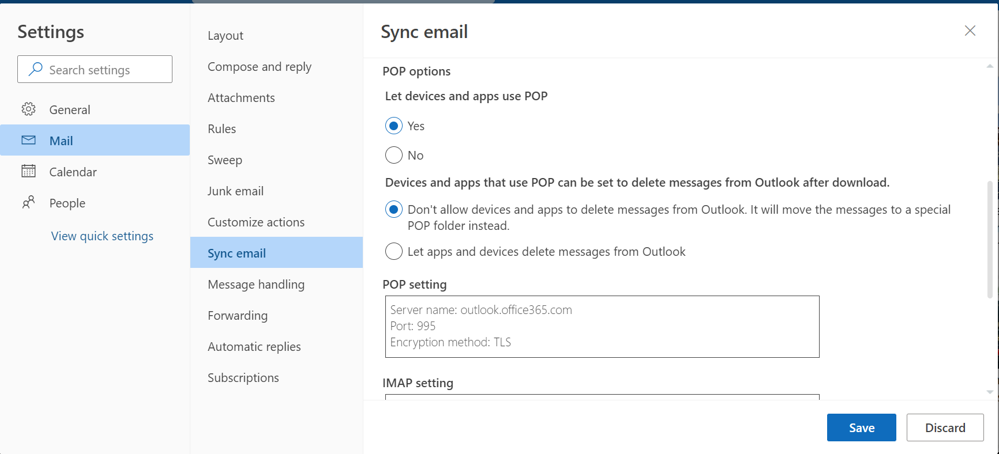 Settings
Search settings
General
Mail
Calendar
People
View quick settings
Layout
Compose and reply
Attachments
Rules
Sweep
Junk email
Customize actions
Sync email
Message handling
Forwarding
Automatic replies
Subscriptions
Sync email
POP options
Let devices and apps use POP
Yes
No
Devices and apps that use POP can be set to delete messages from Outlook after download.
Don't allow devices and apps to delete messages from Outlook. It will move the messages to a special
POP folder instead.
Let apps and devices delete messages from Outlook
POP setting
Server name: outlook.office365.com
Port: 995
Encryption method: TLS
IMAP setting
Save
Discard